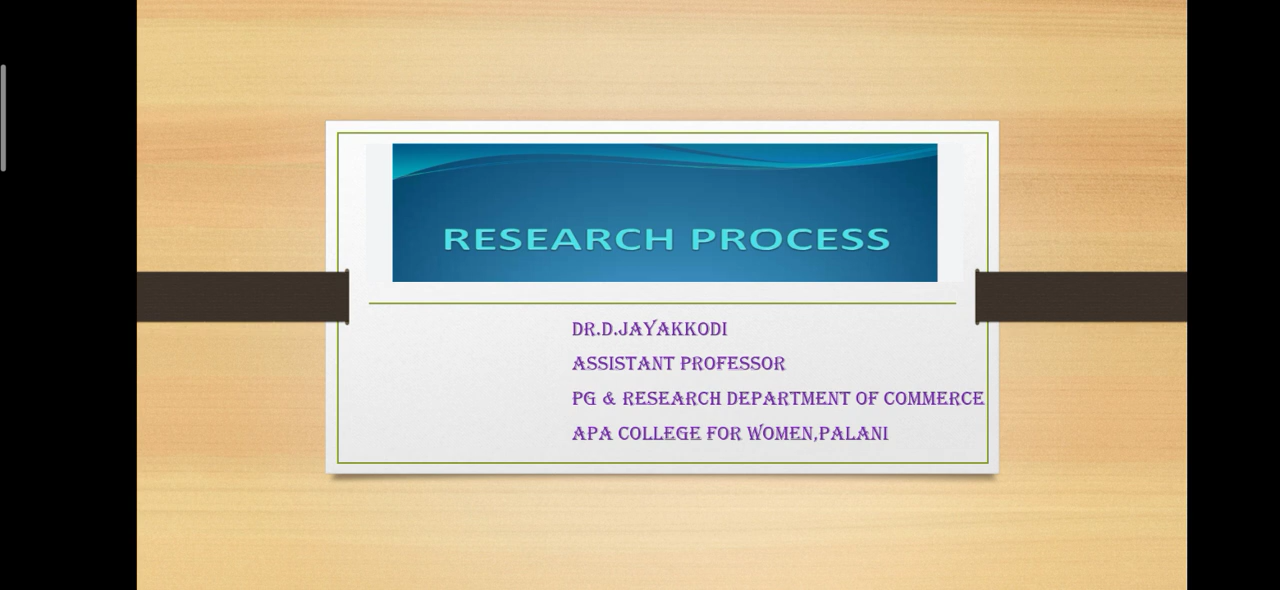 RESEARCH PROCESS
DR.D.JAYAKKODI
ASSISTANT PROFESSOR
PG & RESEARCH DEPARTMENT OF COMMERCE
APA COLLEGE FOR WOMEN,PALANI